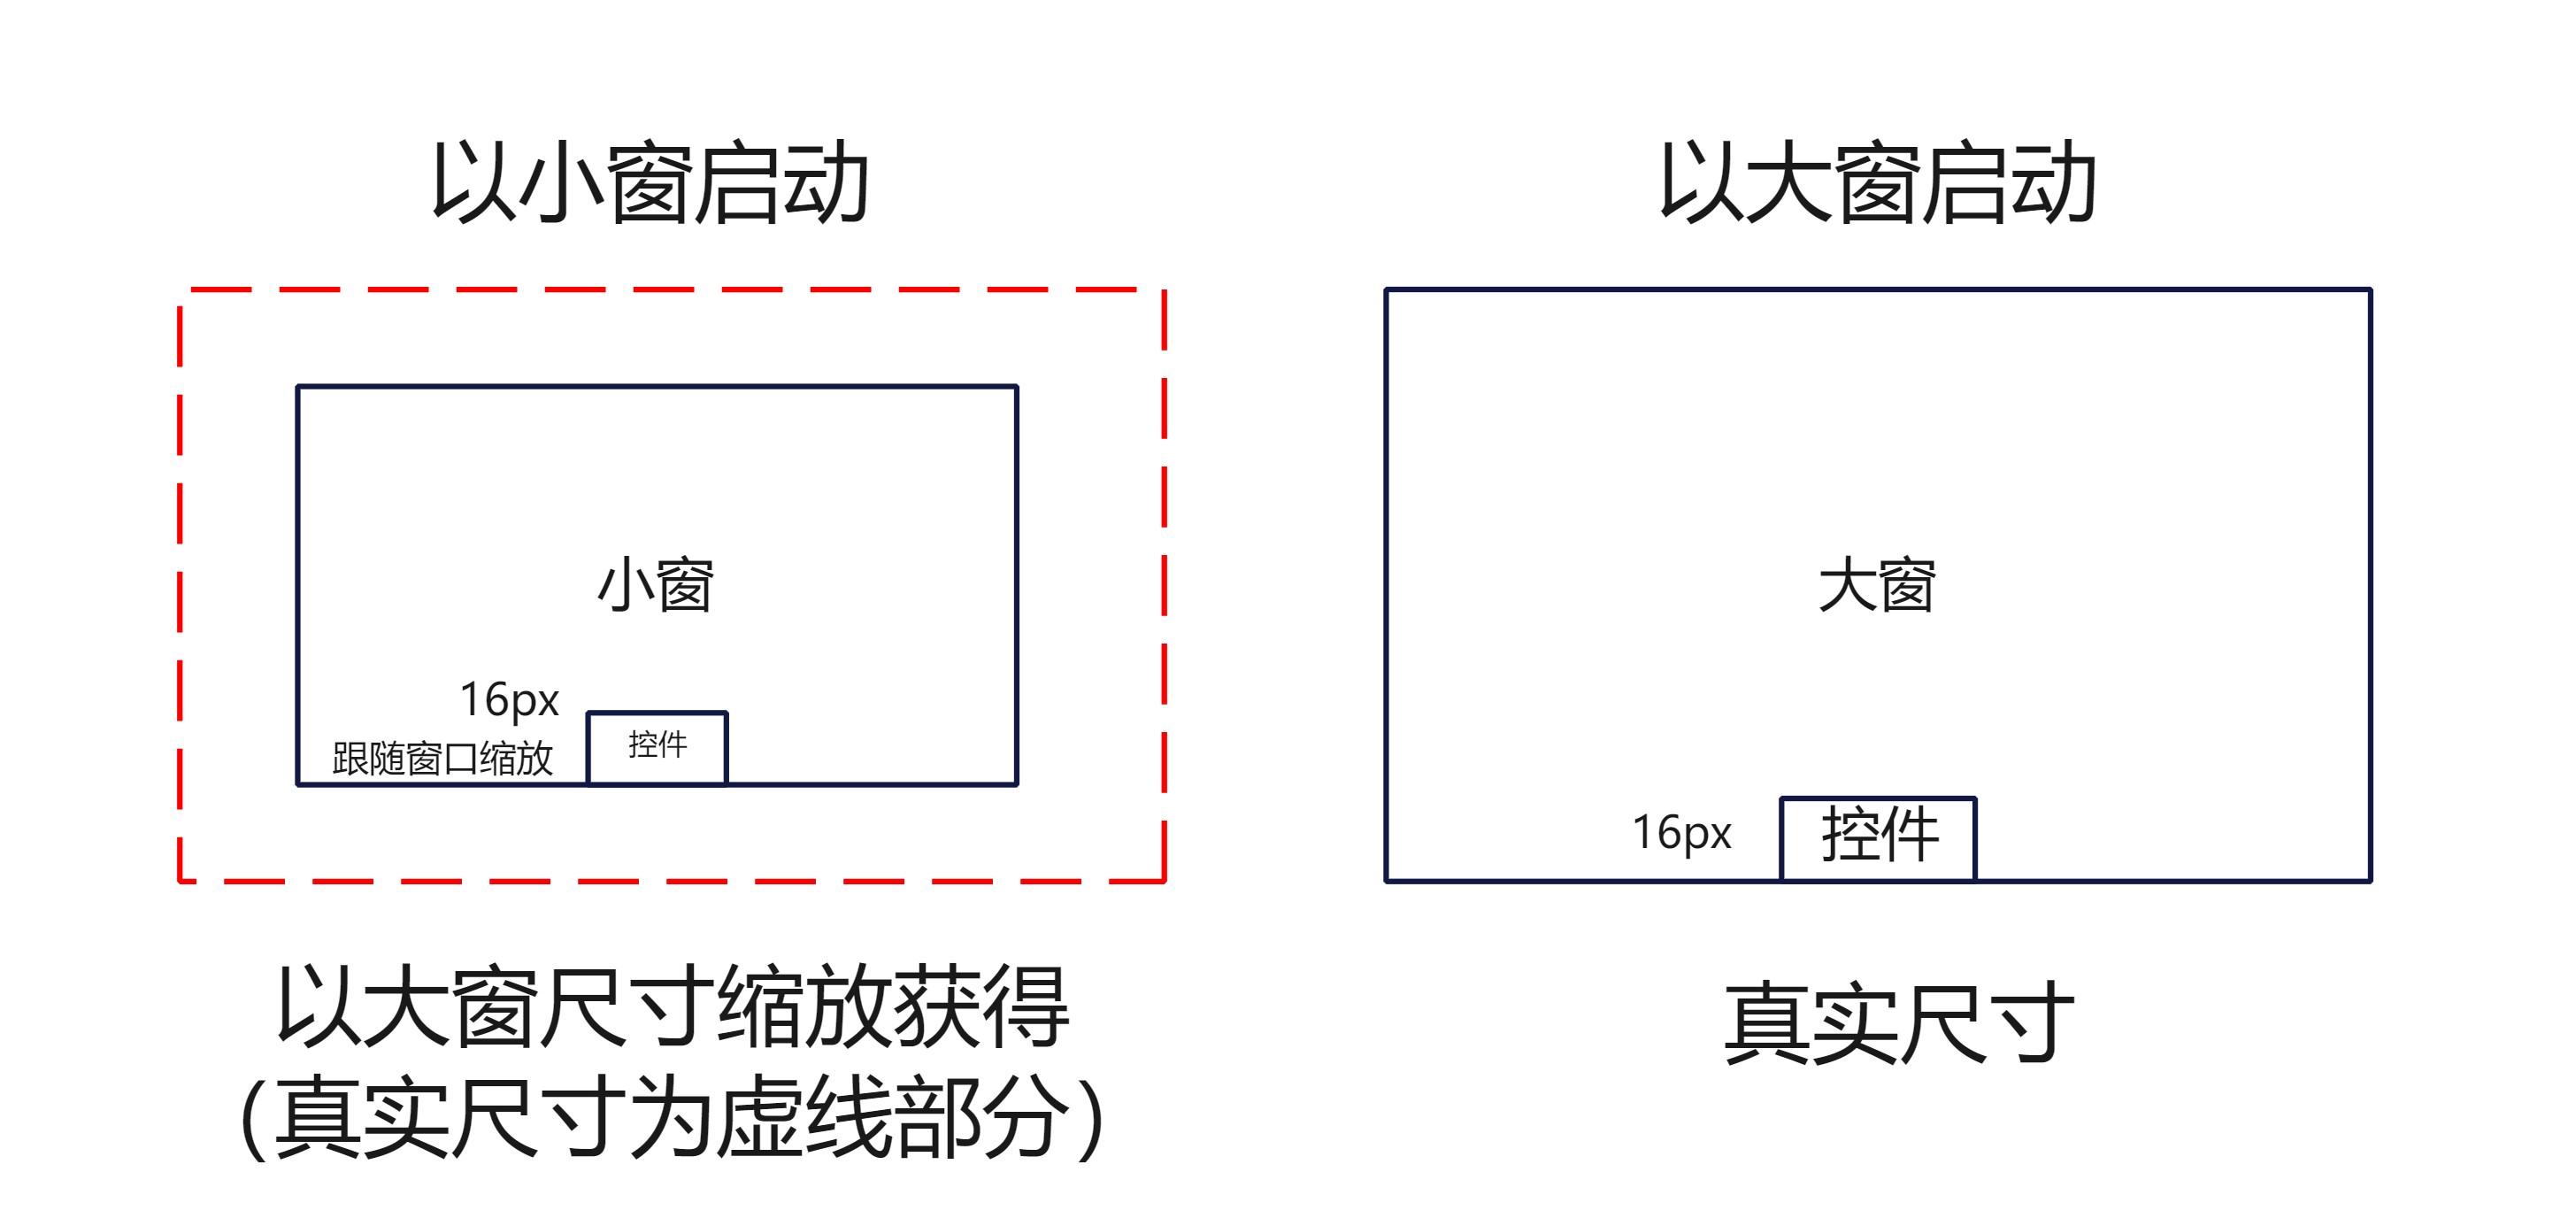 以小窗启动
以大窗启动
小窗
16px
跟随窗口缩放
控件
大窗
16px
控件
以大窗尺寸缩放获得
(真实尺寸为虚线部分)
真实尺寸